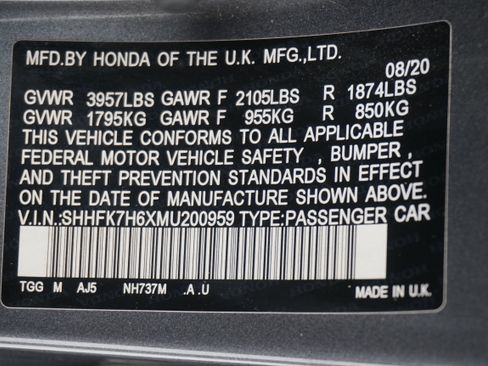 MFD.BY HONDA OF THE U.K. MFG.,LTD.
08/20
GVWR 3957LBS GAWR F 2105LBS R 1874LBS
GVWR 1795KG GAWR F 955KG R 850KG
THIS VEHICLE CONFORMS TO ALL APPLICABLE
FEDERAL MOTOR VEHICLE SAFETY , BUMPER ,
AND THEFT PREVENTION STANDARDS IN EFFECT
ON THE DATE OF MANUFACTURE SHOWN ABOVE.
V.I.N.:SHHFK7H6XMU200959 TYPE:PASSENGER CAR
TGG M AJ5 NH737M .A .U MADE IN U.K.